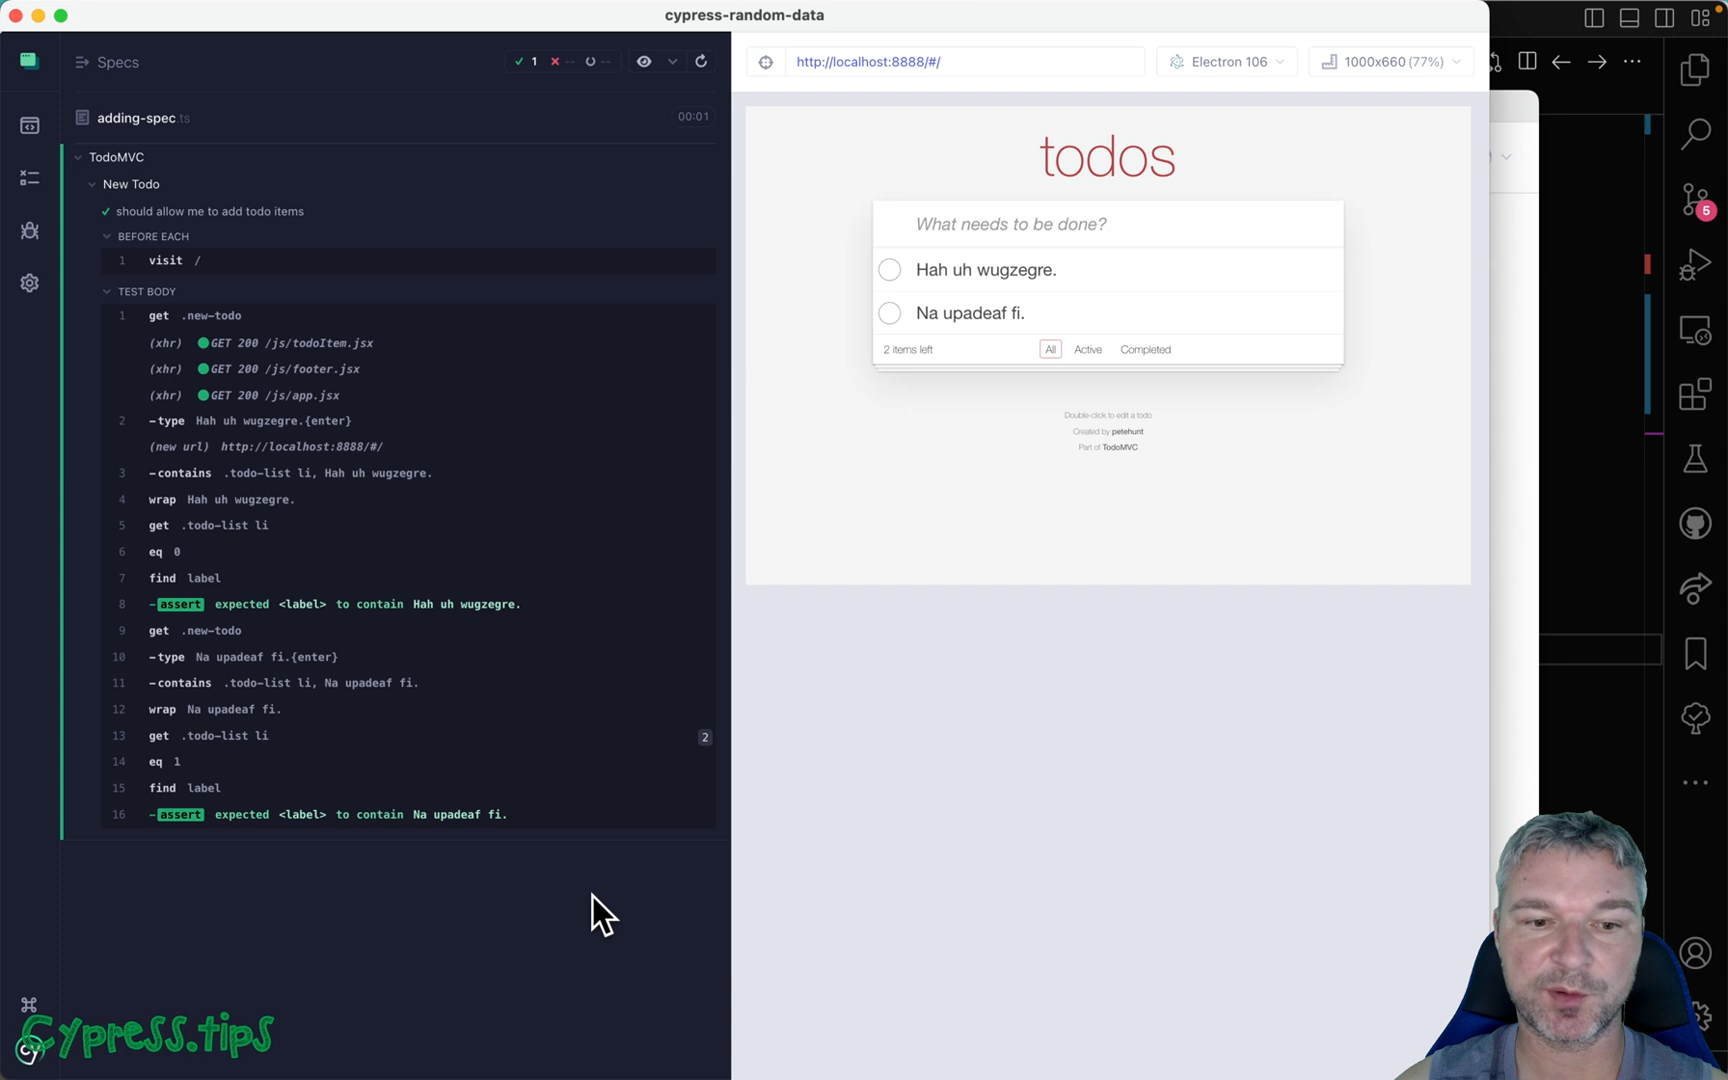 cypress-random-data
Specs
1 -- --
adding-spec.ts 00:01
TodoMVC
New Todo
should allow me to add todo items
BEFORE EACH
1 visit /
TEST BODY
1 get .new-todo
(xhr) GET 200 /js/todoItem.jsx
(xhr) GET 200 /js/footer.jsx
(xhr) GET 200 /js/app.jsx
2 -type Hah uh wugzegre.{enter}
(new url) http://localhost:8888/#/
3 -contains .todo-list li, Hah uh wugzegre.
4 wrap Hah uh wugzegre.
5 get .todo-list li
6 eq 0
7 find label
8 -assert expected <label> to contain Hah uh wugzegre.
9 get .new-todo
10 -type Na upadeaf fi.{enter}
11 -contains .todo-list li, Na upadeaf fi.
12 wrap Na upadeaf fi.
13 get .todo-list li 2
14 eq 1
15 find label
16 -assert expected <label> to contain Na upadeaf fi.
Cypress.tips
cy
http://localhost:8888/#/
Electron 106
1000x660 (77%)
todos
What needs to be done?
Hah uh wugzegre.
Na upadeaf fi.
2 items left All Active Completed
Double-click to edit a todo
Created by petehunt
Part of TodoMVC
5